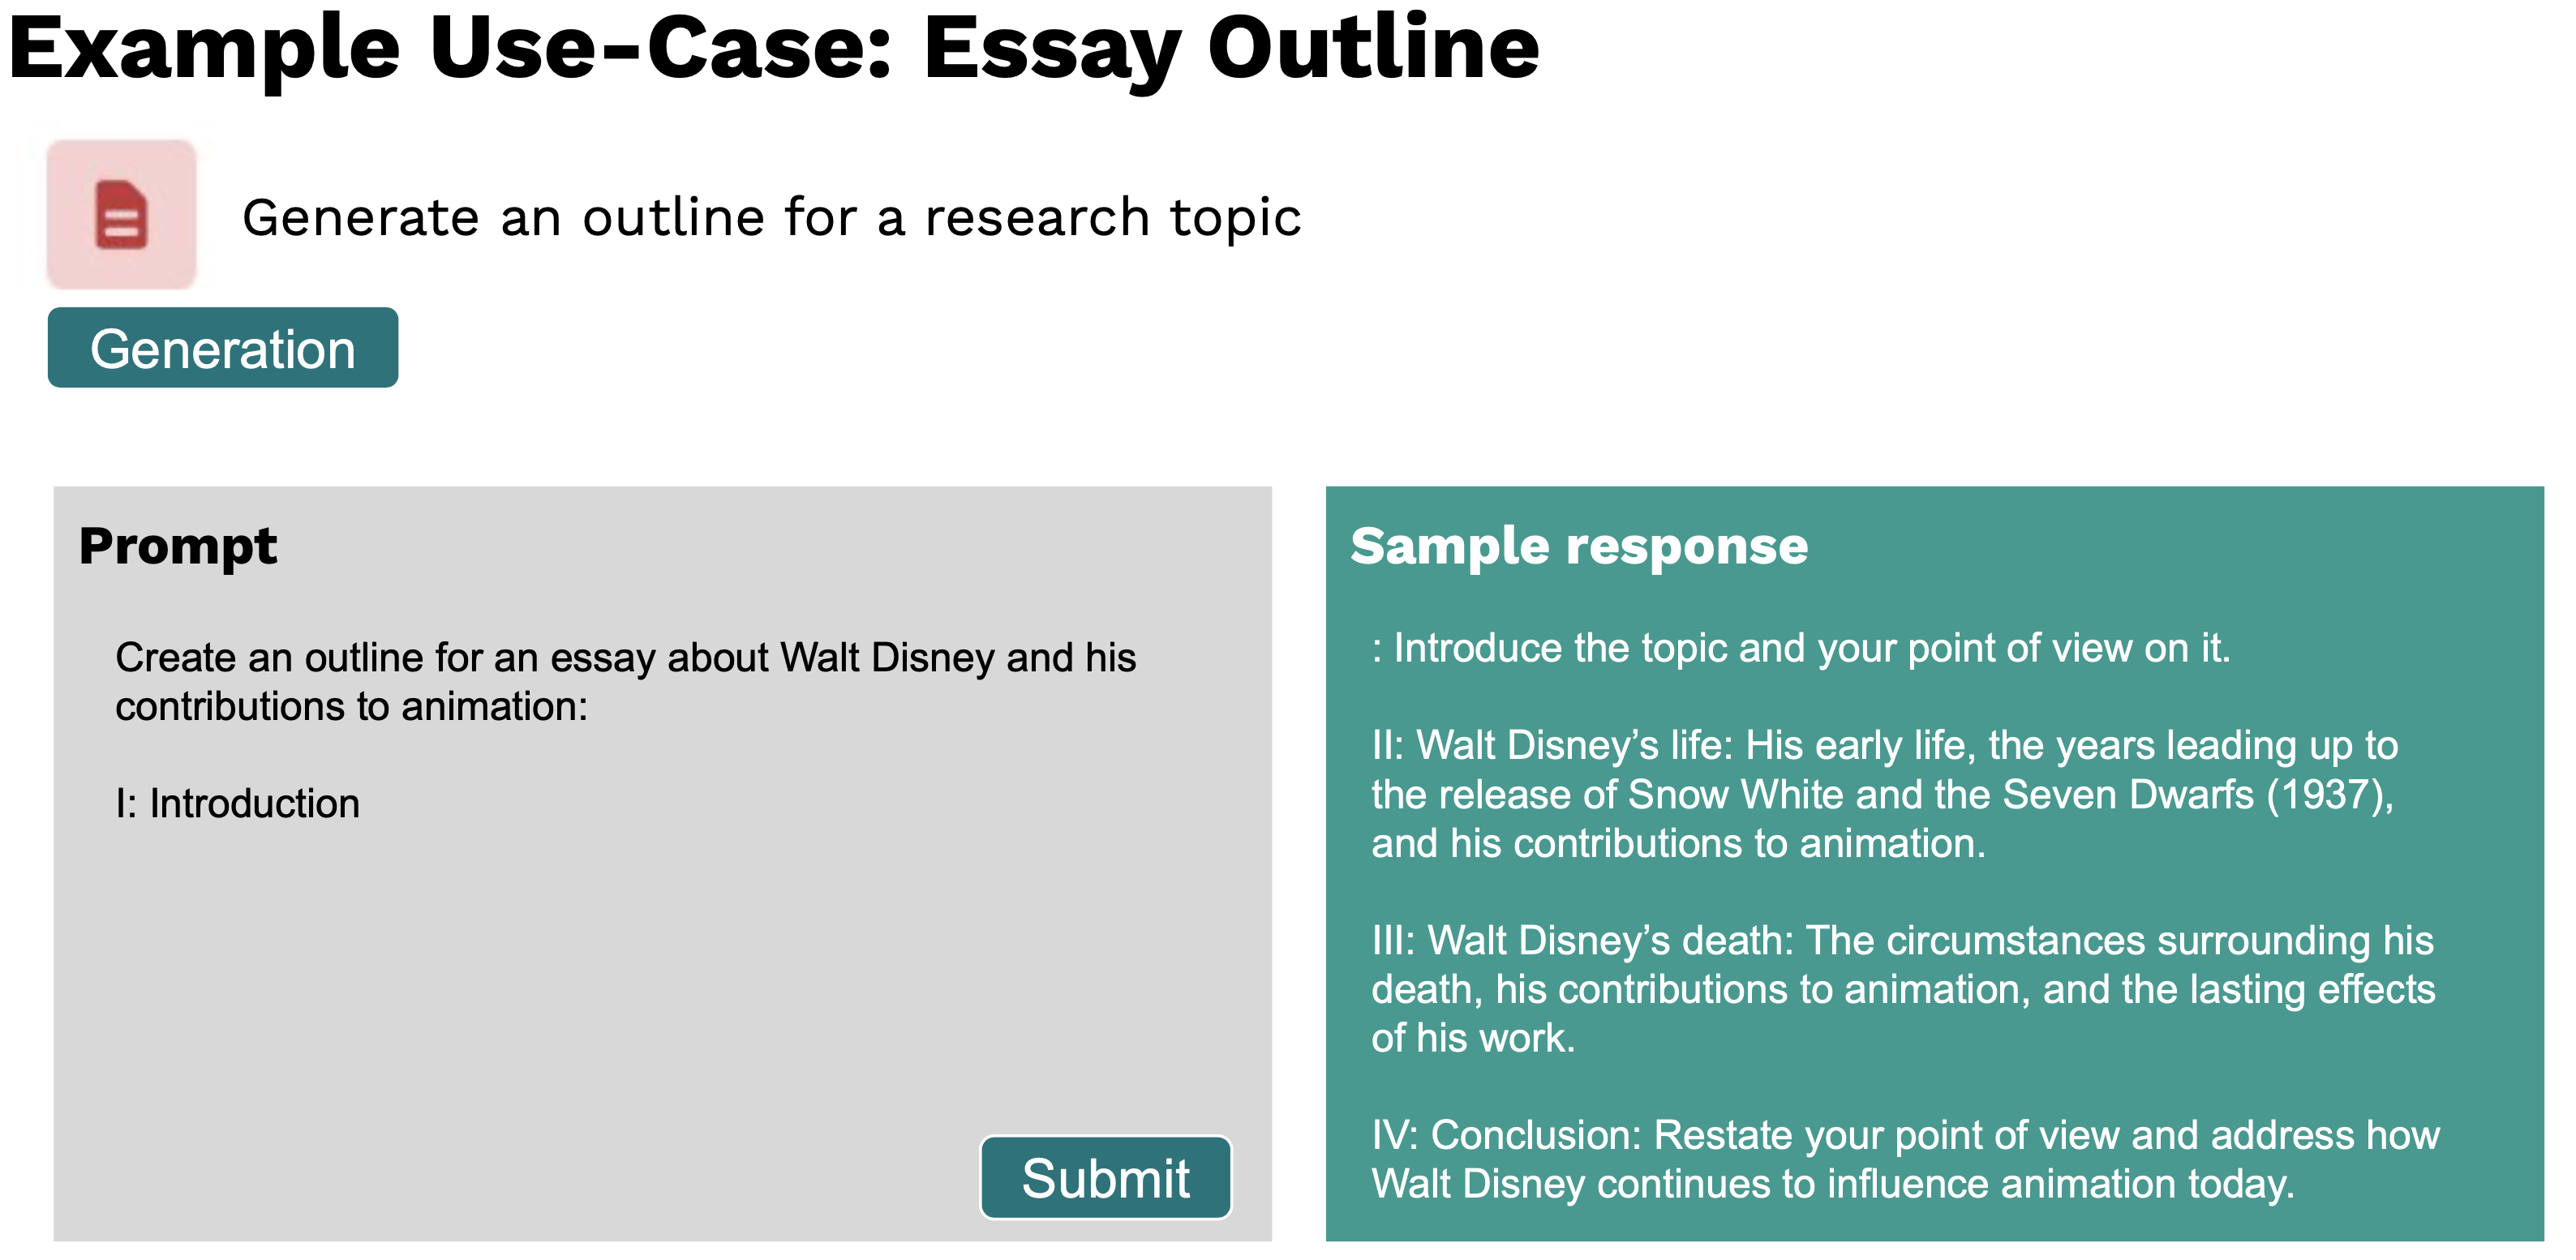 Example Use-Case: Essay Outline
Generate an outline for a research topic
Generation
Prompt
Create an outline for an essay about Walt Disney and his
contributions to animation:
I: Introduction
Submit
Sample response
: Introduce the topic and your point of view on it.
II: Walt Disney’s life: His early life, the years leading up to
the release of Snow White and the Seven Dwarfs (1937),
and his contributions to animation.
III: Walt Disney’s death: The circumstances surrounding his
death, his contributions to animation, and the lasting effects
of his work.
IV: Conclusion: Restate your point of view and address how
Walt Disney continues to influence animation today.